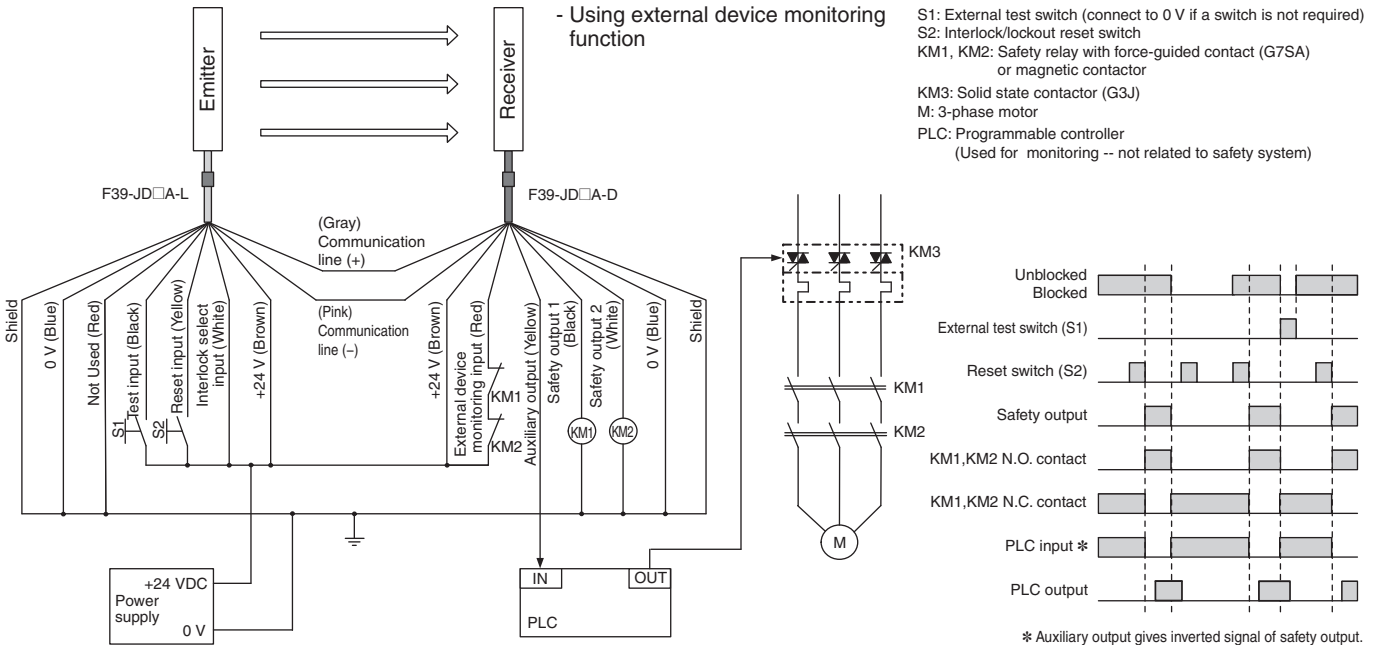 - Using external device monitoring
function
S1: External test switch (connect to 0 V if a switch is not required)
S2: Interlock/lockout reset switch
KM1, KM2: Safety relay with force-guided contact (G7SA)
or magnetic contactor
KM3: Solid state contactor (G3J)
M: 3-phase motor
PLC: Programmable controller
(Used for monitoring -- not related to safety system)
Emitter
Receiver
F39-JD□A-L
F39-JD□A-D
(Gray)
Communication
line (+)
(Pink)
Communication
line (−)
Shield
0 V (Blue)
Not Used (Red)
Test input (Black)
Reset input (Yellow)
Interlock select
input (White)
+24 V (Brown)
S1
S2
+24 V (Brown)
External device
monitoring input (Red)
KM1
KM2
Auxiliary output (Yellow)
Safety output 1
(Black)
Safety output 2
(White)
0 V (Blue)
Shield
KM1
KM2
+24 VDC
Power
supply
0 V
IN
OUT
PLC
KM3
KM1
KM2
M
Unblocked
Blocked
External test switch (S1)
Reset switch (S2)
Safety output
KM1,KM2 N.O. contact
KM1,KM2 N.C. contact
PLC input ✻
PLC output
✻ Auxiliary output gives inverted signal of safety output.